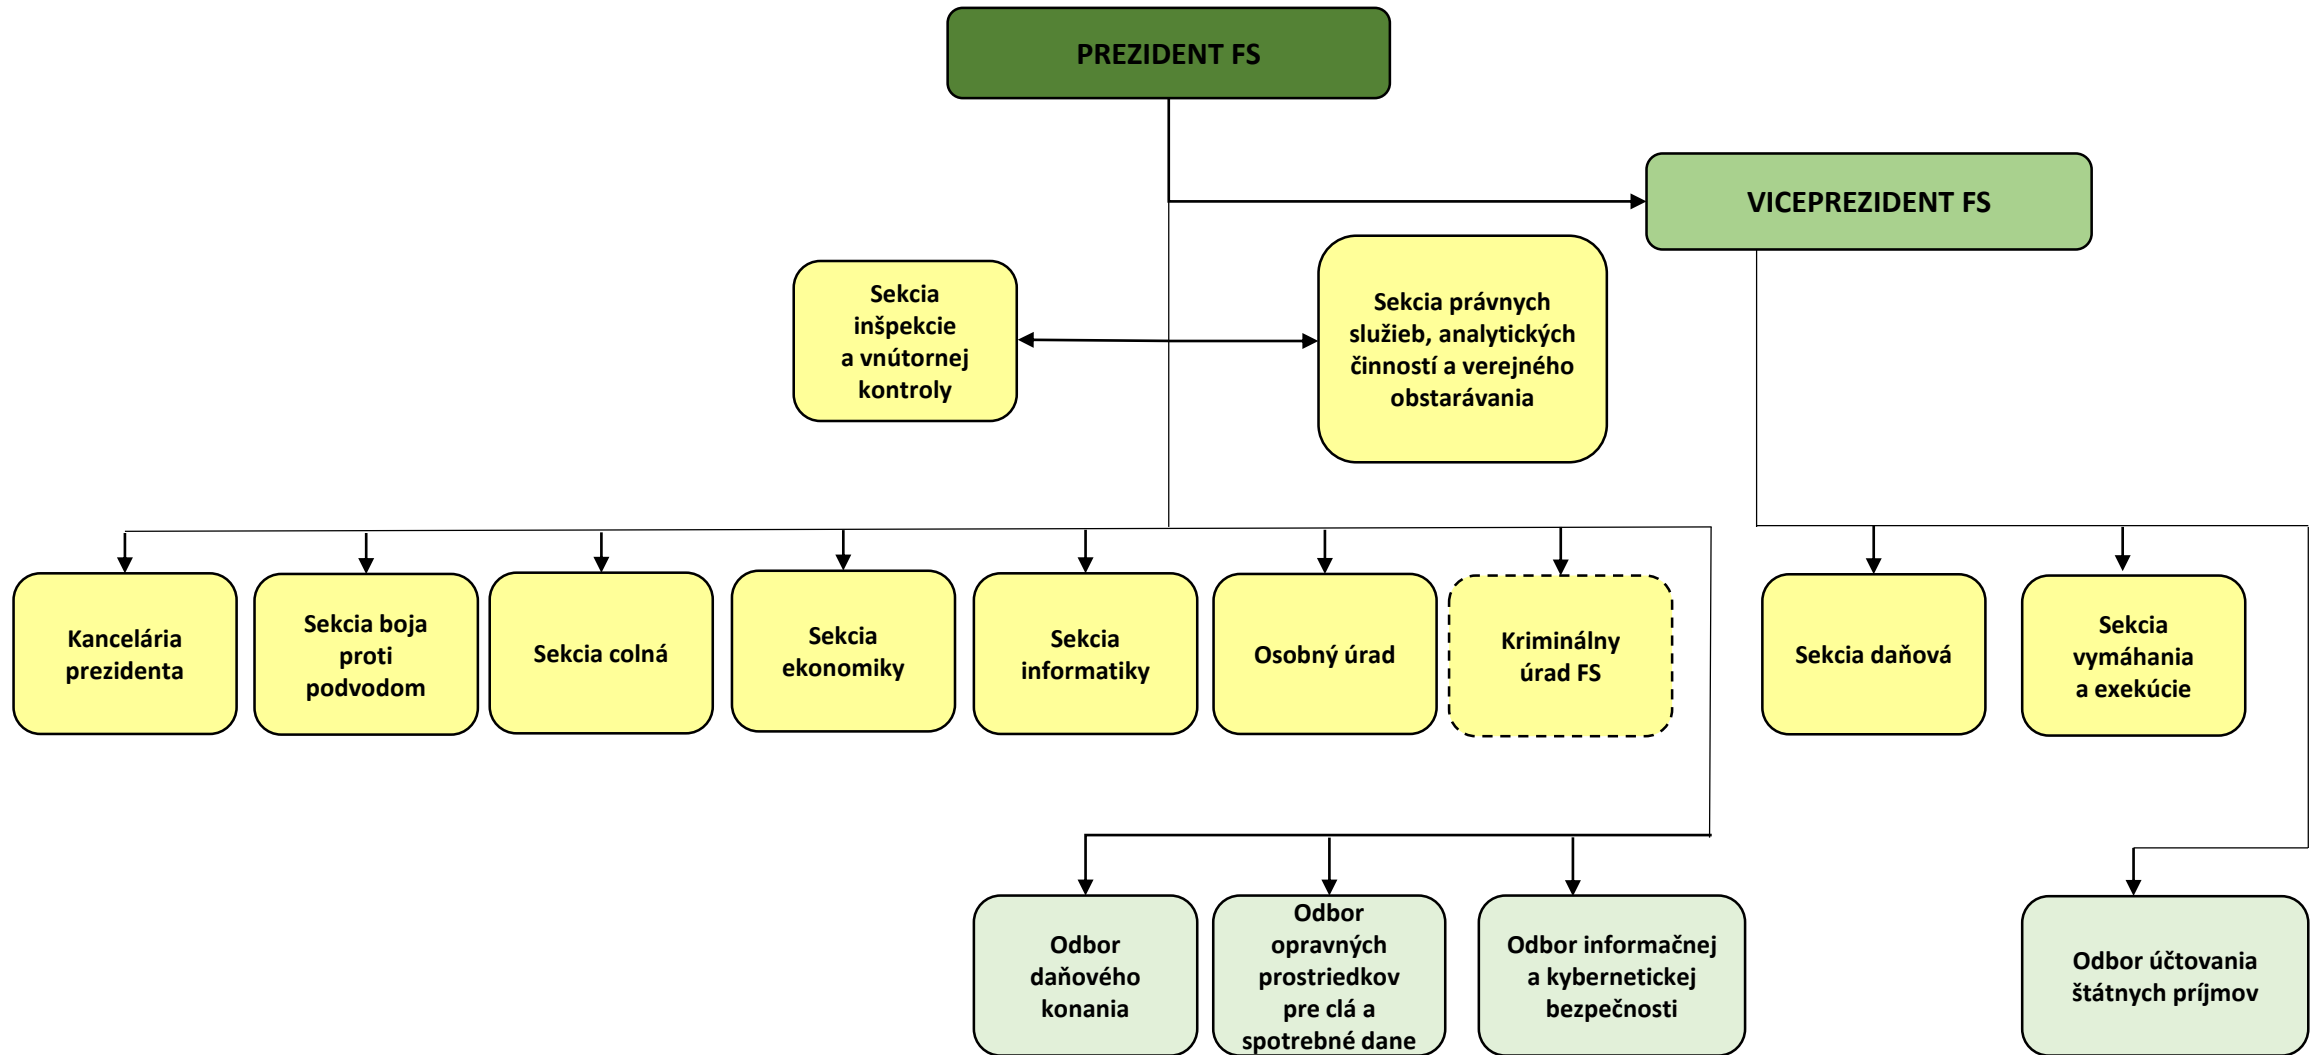 PREZIDENT FS
VICEPREZIDENT FS
Sekcia
inšpekcie
a vnútornej
kontroly
Sekcia právnych
služieb, analytických
činností a verejného
obstarávania
Kancelária
prezidenta
Sekcia boja
proti
podvodom
Sekcia colná
Sekcia
ekonomiky
Sekcia
informatiky
Osobný úrad
Kriminálny
úrad FS
Sekcia daňová
Sekcia
vymáhania
a exekúcie
Odbor
daňového
konania
Odbor
opravných
prostriedkov
pre clá a
spotrebné dane
Odbor informačnej
a kybernetickej
bezpečnosti
Odbor účtovania
štátnych príjmov